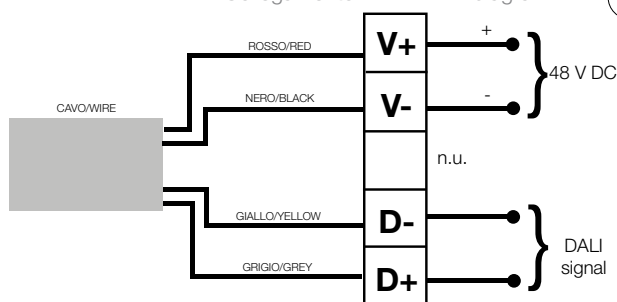 ROSSO/RED
V+
+
48 V DC
NERO/BLACK
V-
-
CAVO/WIRE
n.u.
GIALLO/YELLOW
D-
DALI
signal
GRIGIO/GREY
D+